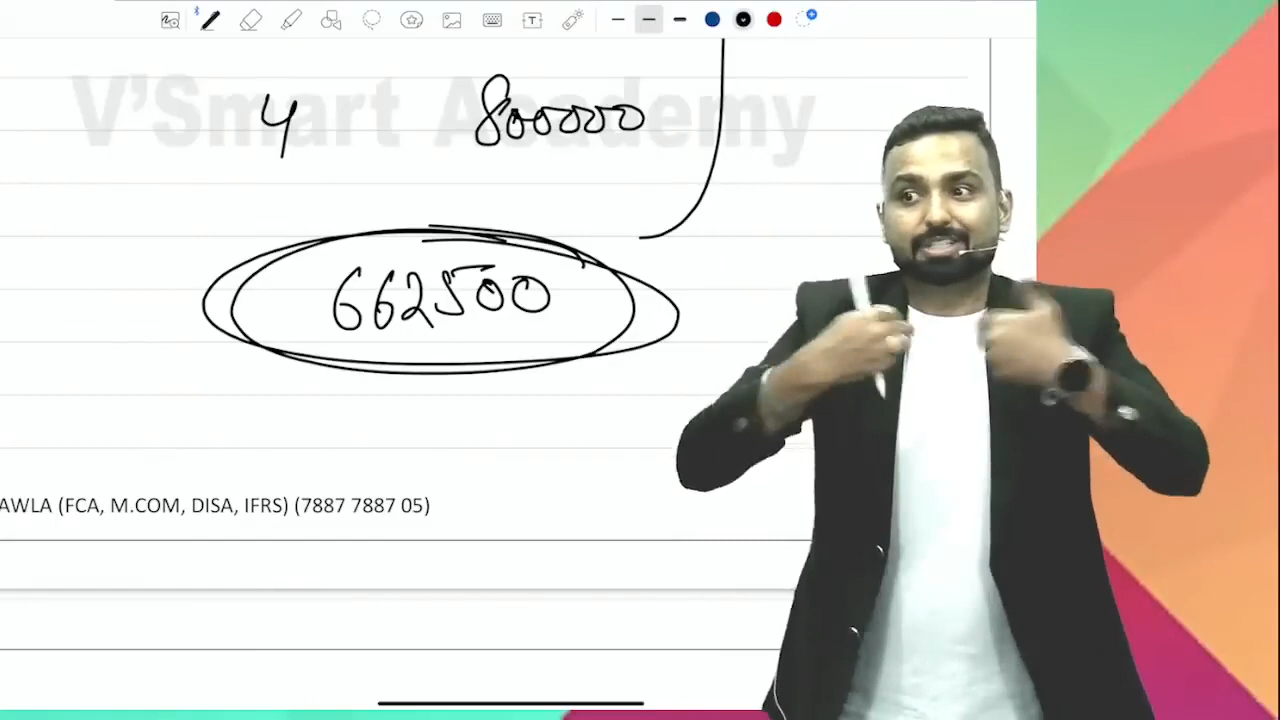 V'Smart Academy
4 800000
662500
AWLA (FCA, M.COM, DISA, IFRS) (7887 7887 05)